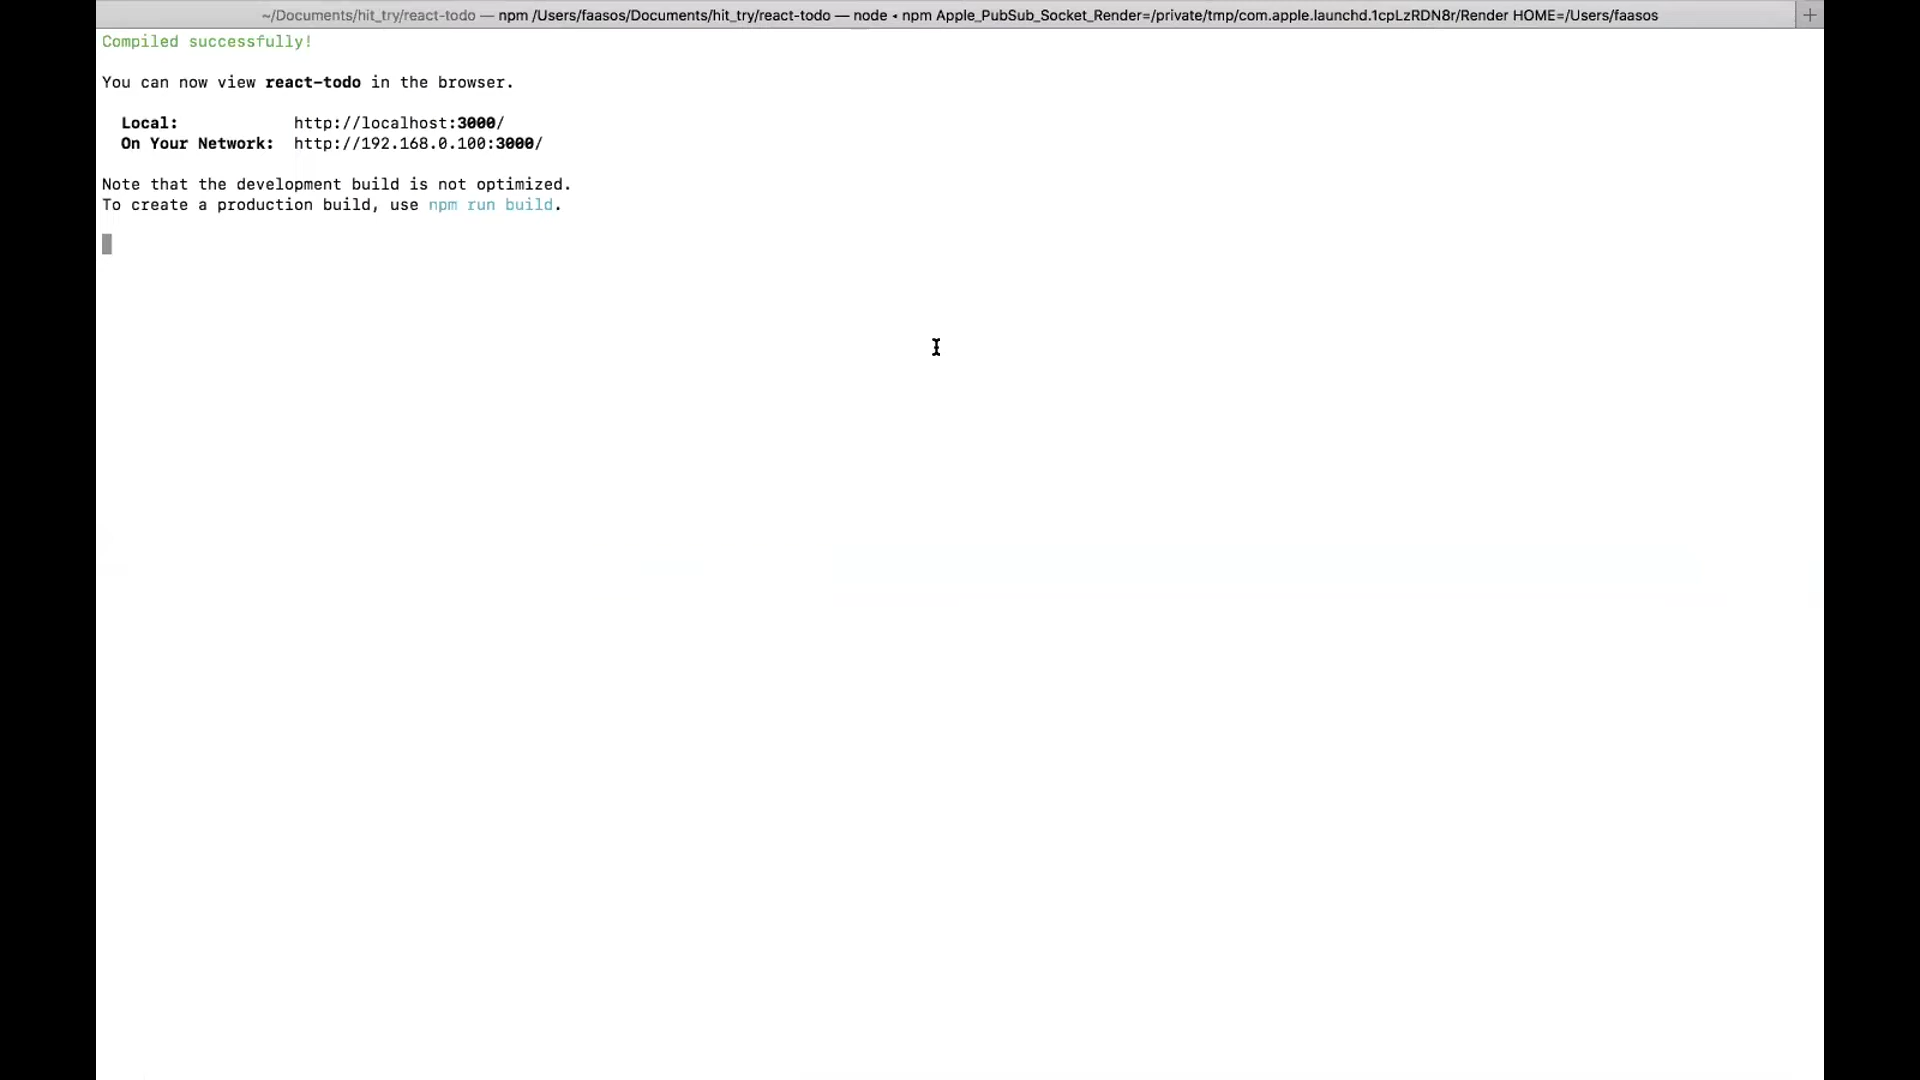 ~/Documents/hit_try/react-todo — npm /Users/faasos/Documents/hit_try/react-todo — node ◂ npm Apple_PubSub_Socket_Render=/private/tmp/com.apple.launchd.1cpLzRDN8r/Render HOME=/Users/faasos
Compiled successfully!
You can now view react-todo in the browser.
Local: http://localhost:3000/
On Your Network: http://192.168.0.100:3000/
Note that the development build is not optimized.
To create a production build, use npm run build.